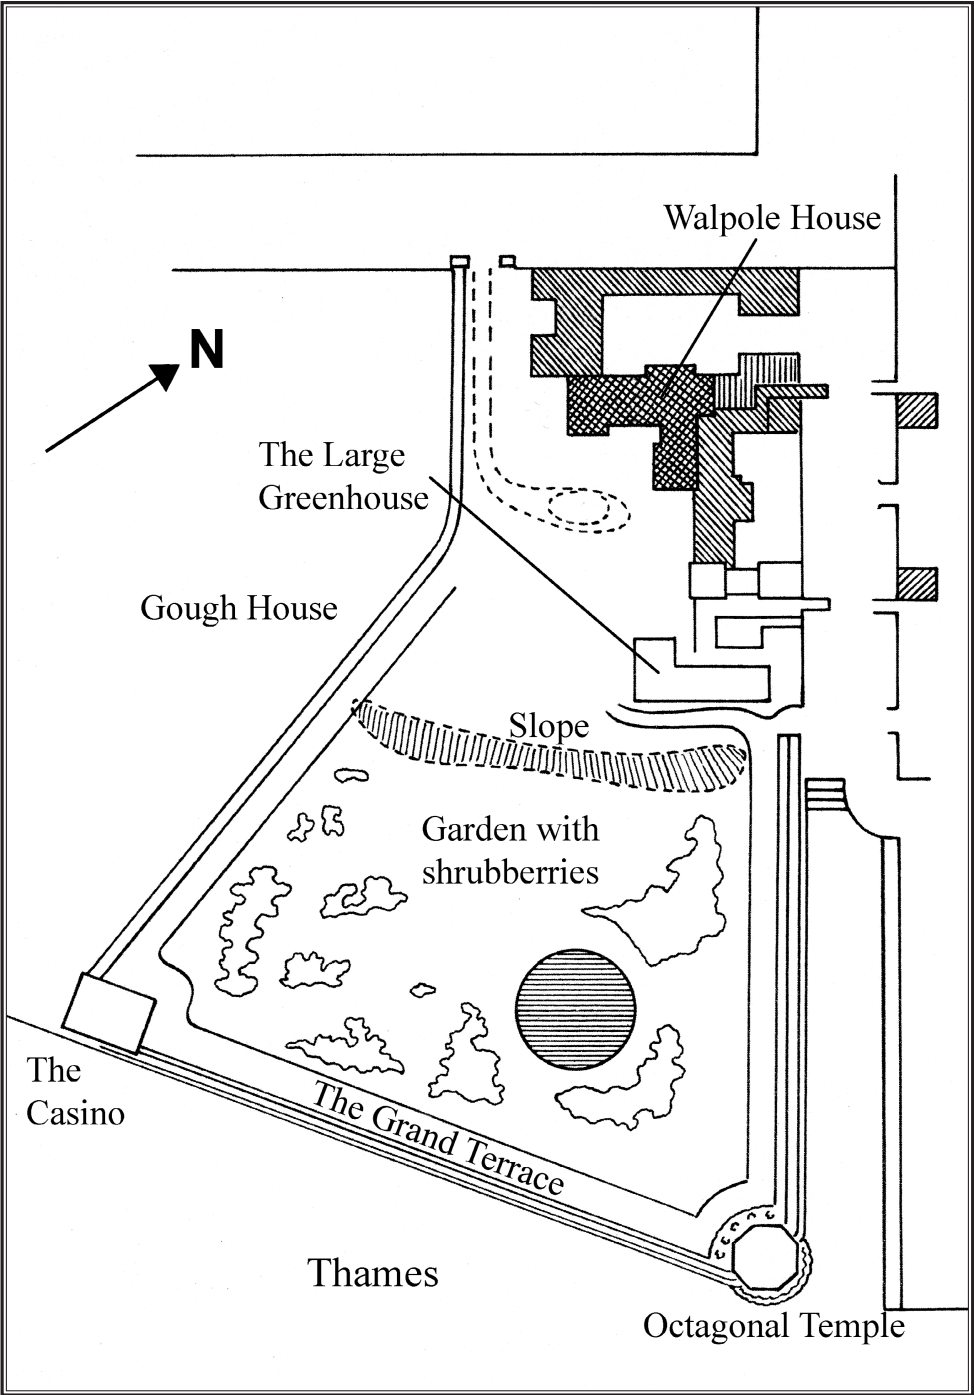 Walpole House
N
The Large
Greenhouse
Gough House
Slope
Garden with
shrubberries
The
Casino
The Grand Terrace
Thames
Octagonal Temple